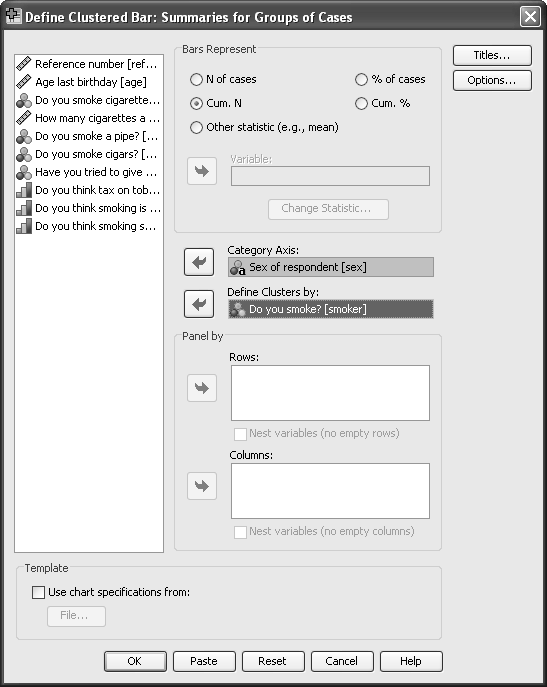 Define Clustered Bar: Summaries for Groups of Cases
Reference number [ref...
Age last birthday [age]
Do you smoke cigarette...
How many cigarettes a ...
Do you smoke a pipe? [...
Do you smoke cigars? [...
Have you tried to give ...
Do you think tax on tob...
Do you think smoking is ...
Do you think smoking s...
Bars Represent
N of cases
% of cases
Cum. N
Cum. %
Other statistic (e.g., mean)
Variable:
Change Statistic...
Category Axis:
a Sex of respondent [sex]
Define Clusters by:
Do you smoke? [smoker]
Panel by
Rows:
Nest variables (no empty rows)
Columns:
Nest variables (no empty columns)
Titles...
Options...
Template
Use chart specifications from:
File...
OK
Paste
Reset
Cancel
Help